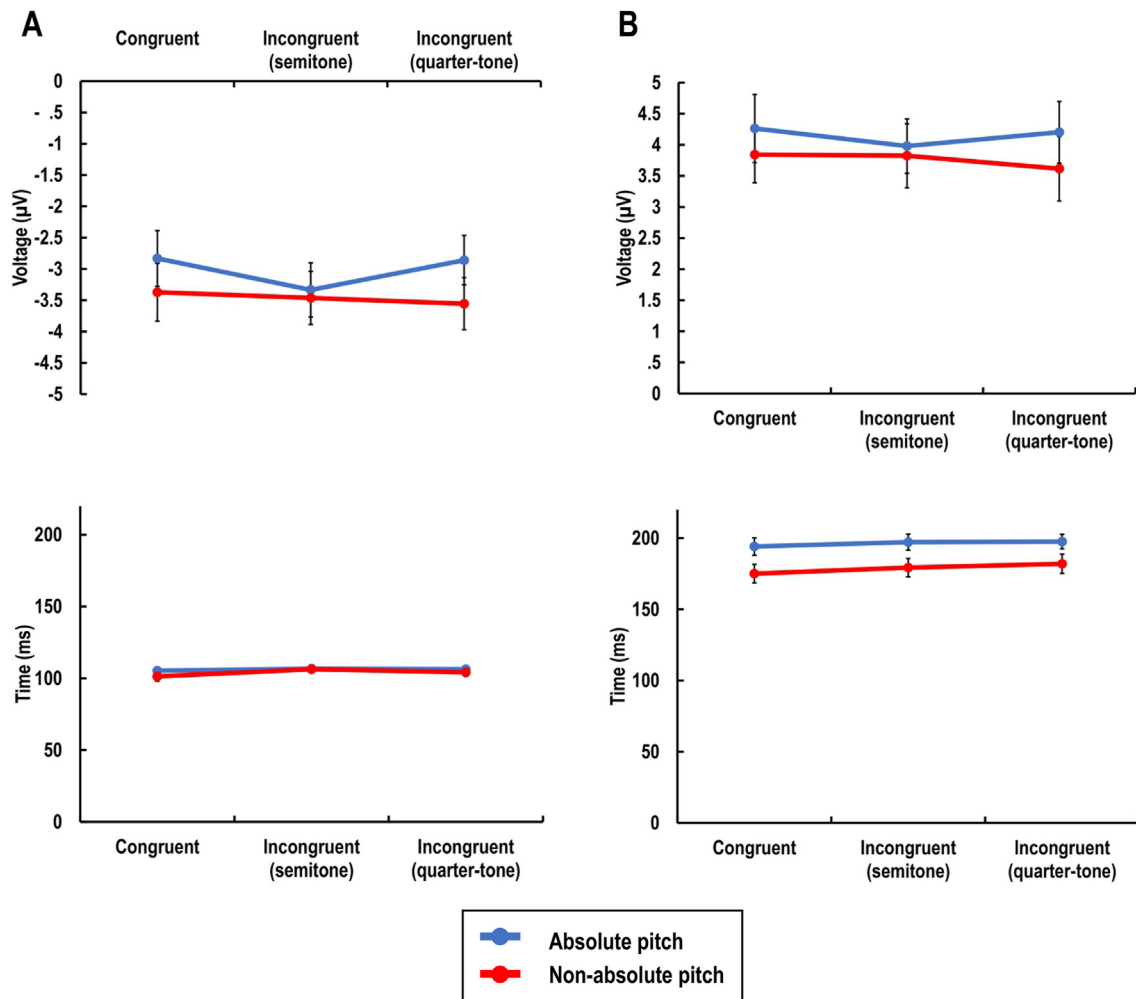 A
Congruent
Incongruent
(semitone)
Incongruent
(quarter-tone)
0
- .5
-1
-1.5
-2
-2.5
-3
-3.5
-4
-4.5
-5
Voltage (µV)
B
5
4.5
4
3.5
3
2.5
2
1.5
1
.5
0
Voltage (µV)
Congruent
Incongruent
(semitone)
Incongruent
(quarter-tone)
200
150
100
50
0
Time (ms)
Congruent
Incongruent
(semitone)
Incongruent
(quarter-tone)
200
150
100
50
0
Time (ms)
Congruent
Incongruent
(semitone)
Incongruent
(quarter-tone)
Absolute pitch
Non-absolute pitch